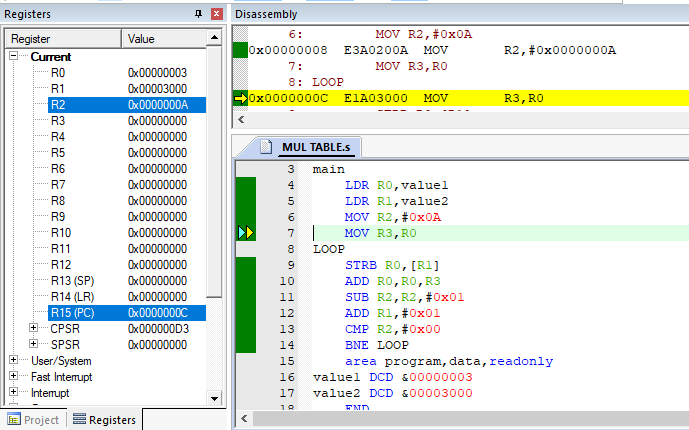 Registers
Register Value
Current
R0 0x00000003
R1 0x00003000
R2 0x0000000A
R3 0x00000000
R4 0x00000000
R5 0x00000000
R6 0x00000000
R7 0x00000000
R8 0x00000000
R9 0x00000000
R10 0x00000000
R11 0x00000000
R12 0x00000000
R13 (SP) 0x00000000
R14 (LR) 0x00000000
R15 (PC) 0x0000000C
CPSR 0x000000D3
SPSR 0x00000000
User/System
Fast Interrupt
Interrupt
Project Registers
Disassembly
6: MOV R2,#0x0A
0x00000008 E3A0200A MOV R2,#0x0000000A
7: MOV R3,R0
8: LOOP
0x0000000C E1A03000 MOV R3,R0
MUL TABLE.s
3 main
4 LDR R0,value1
5 LDR R1,value2
6 MOV R2,#0x0A
7 MOV R3,R0
8 LOOP
9 STRB R0,[R1]
10 ADD R0,R0,R3
11 SUB R2,R2,#0x01
12 ADD R1,#0x01
13 CMP R2,#0x00
14 BNE LOOP
15 area program,data,readonly
16 value1 DCD &00000003
17 value2 DCD &00003000
18 END